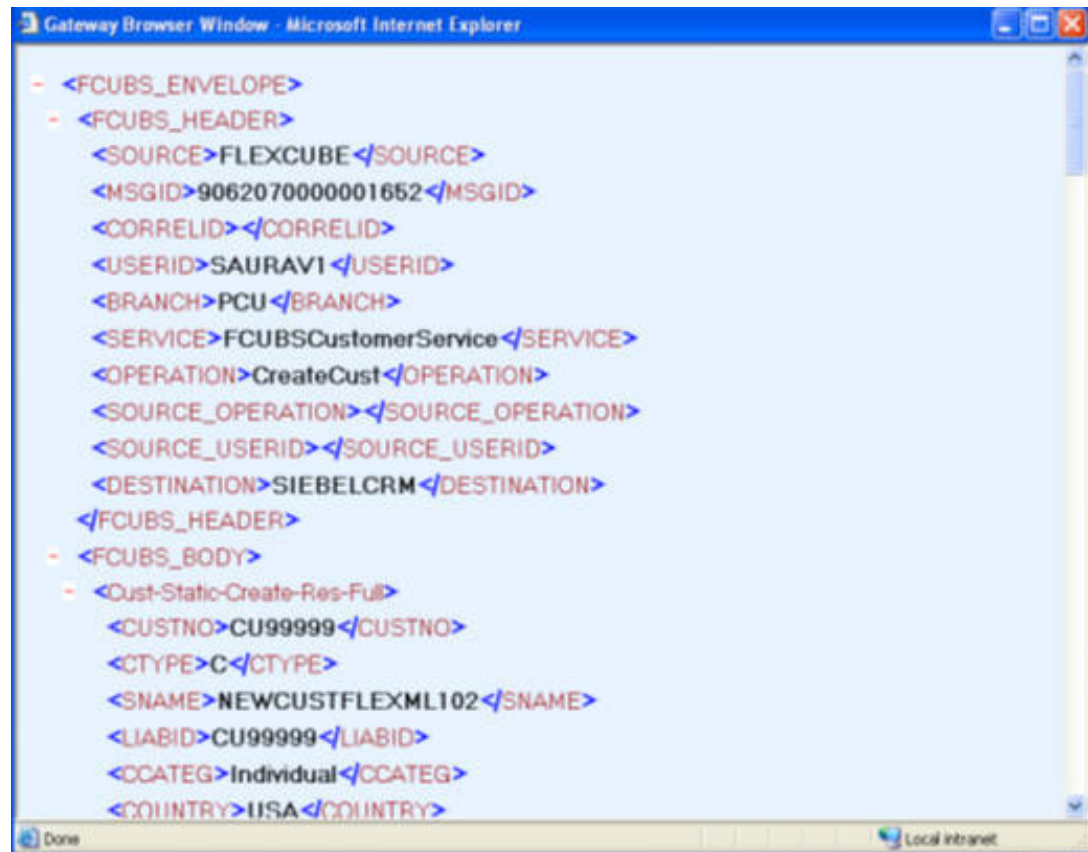 Gateway Browser Window - Microsoft Internet Explorer
- <FCUBS_ENVELOPE>
- <FCUBS_HEADER>
<SOURCE>FLEXCUBE</SOURCE>
<MSGID>9062070000001652</MSGID>
<CORRELID></CORRELID>
<USERID>SAURAV1</USERID>
<BRANCH>PCU</BRANCH>
<SERVICE>FCUBSCustomerService</SERVICE>
<OPERATION>CreateCust</OPERATION>
<SOURCE_OPERATION></SOURCE_OPERATION>
<SOURCE_USERID></SOURCE_USERID>
<DESTINATION>SIEBELCRM</DESTINATION>
</FCUBS_HEADER>
- <FCUBS_BODY>
- <Cust-Static-Create-Res-Full>
<CUSTNO>CU99999</CUSTNO>
<CTYPE>C</CTYPE>
<SNAME>NEWCUSTFLEXML102</SNAME>
<LIABID>CU99999</LIABID>
<CCATEG>Individual</CCATEG>
<COUNTRY>USA</COUNTRY>
Done Local intranet